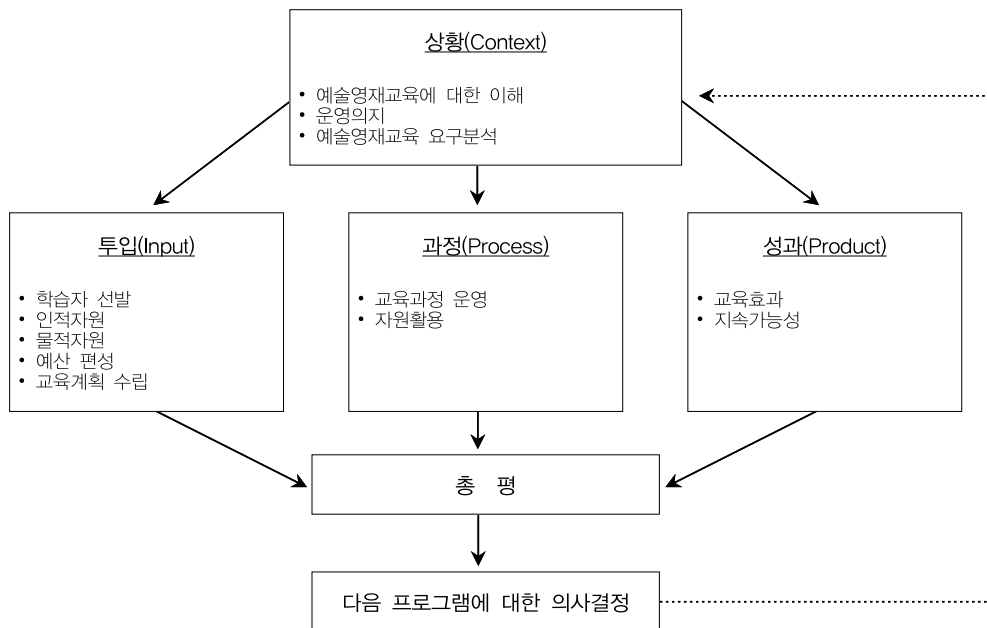 상황(Context)
• 예술영재교육에 대한 이해
• 운영의지
• 예술영재교육 요구분석
투입(Input)
• 학습자 선발
• 인적자원
• 물적자원
• 예산 편성
• 교육계획 수립
과정(Process)
• 교육과정 운영
• 자원활용
성과(Product)
• 교육효과
• 지속가능성
총 평
다음 프로그램에 대한 의사결정